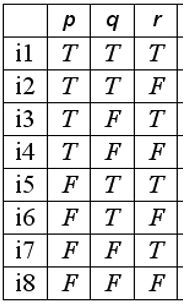 p q r
i1 T T T
i2 T T F
i3 T F T
i4 T F F
i5 F T T
i6 F T F
i7 F F T
i8 F F F